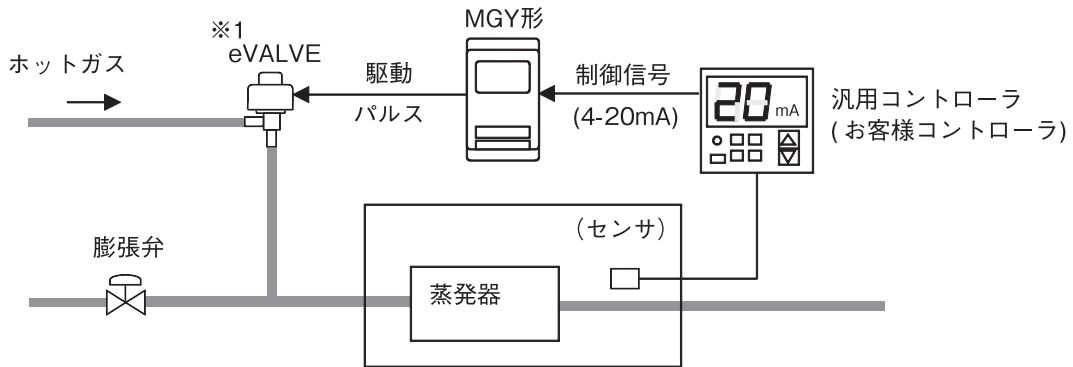 MGY形
※1
eVALVE
ホットガス
駆動
パルス
制御信号
(4-20mA)
20 mA
汎用コントローラ
(お客様コントローラ)
(センサ)
膨張弁
蒸発器